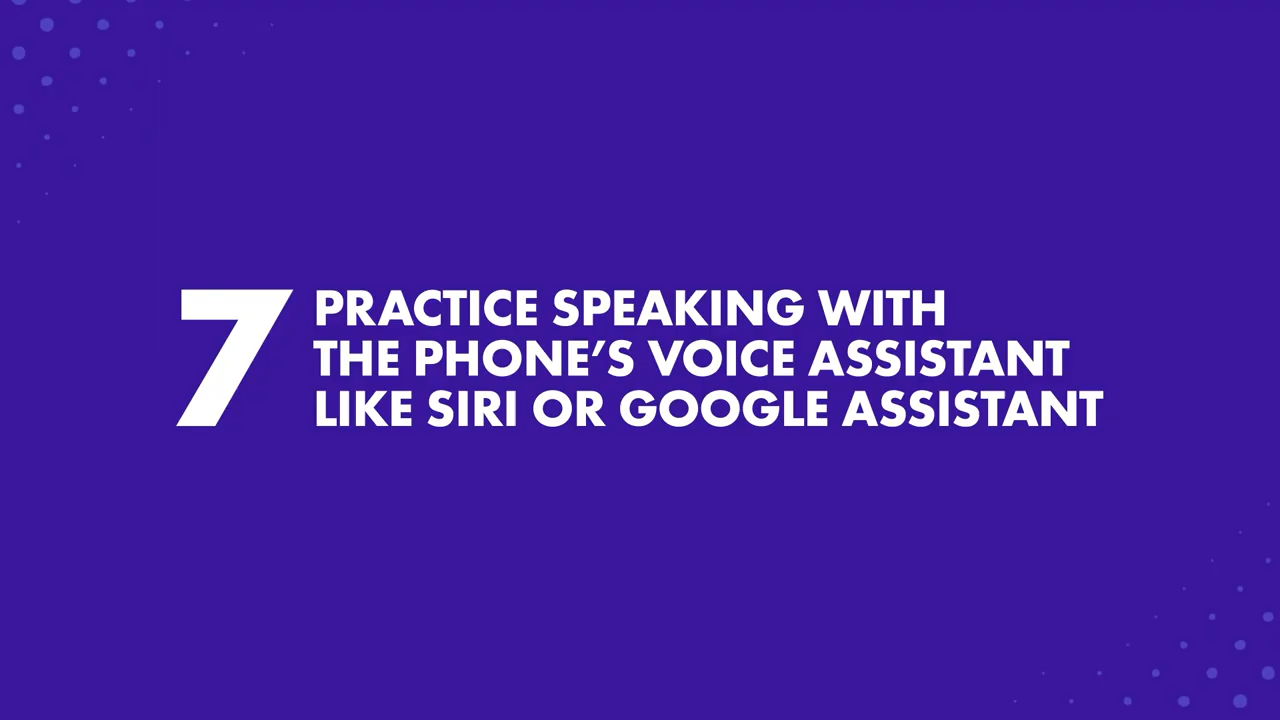 7 PRACTICE SPEAKING WITH
THE PHONE’S VOICE ASSISTANT
LIKE SIRI OR GOOGLE ASSISTANT